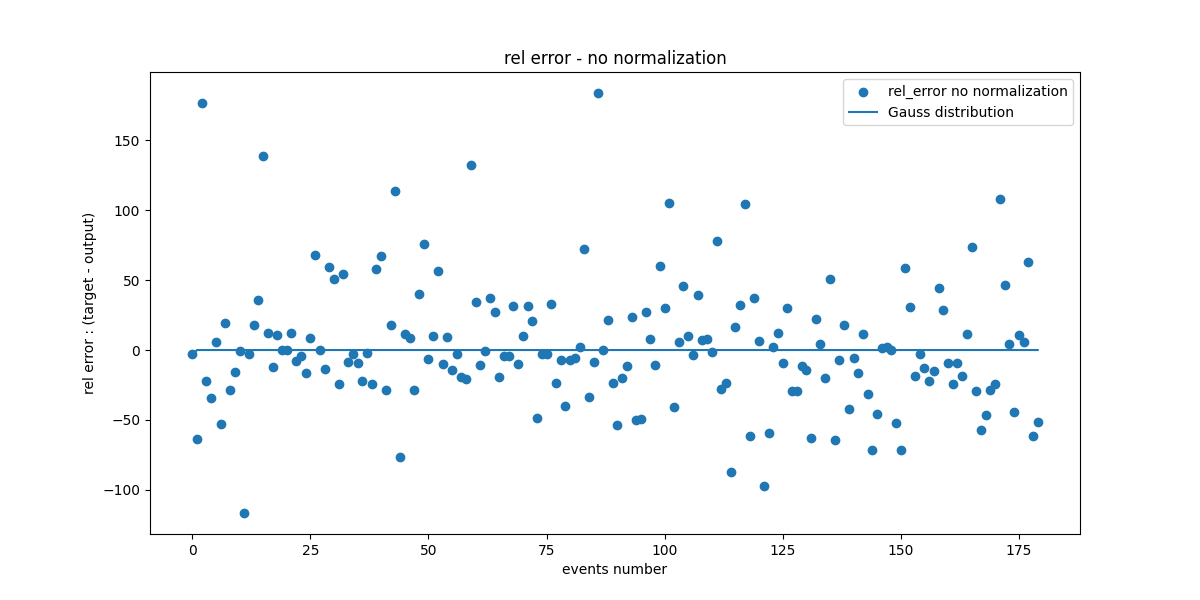 rel error - no normalization
rel_error no normalization
Gauss distribution
rel error : (target - output)
150
100
50
0
−50
−100
0
25
50
75
100
125
150
175
events number